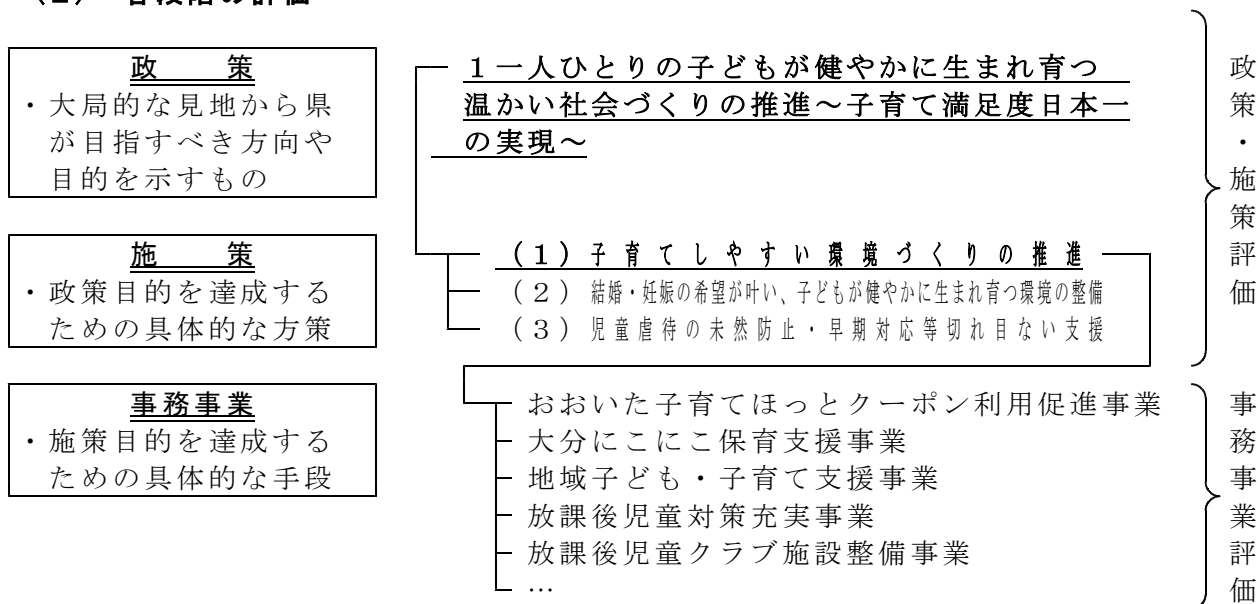 政　　策
・大局的な見地から県
が目指すべき方向や
目的を示すもの
１一人ひとりの子どもが健やかに生まれ育つ
温かい社会づくりの推進～子育て満足度日本一
の実現～
施　　策
・政策目的を達成する
ための具体的な方策
（１）子育てしやすい環境づくりの推進
（２）結婚・妊娠の希望が叶い、子どもが健やかに生まれ育つ環境の整備
（３）児童虐待の未然防止・早期対応等切れ目ない支援
政策・施策評価
事務事業
・施策目的を達成する
ための具体的な手段
おおいた子育てほっとクーポン利用促進事業
大分にこにこ保育支援事業
地域子ども・子育て支援事業
放課後児童対策充実事業
放課後児童クラブ施設整備事業
…
事務事業評価